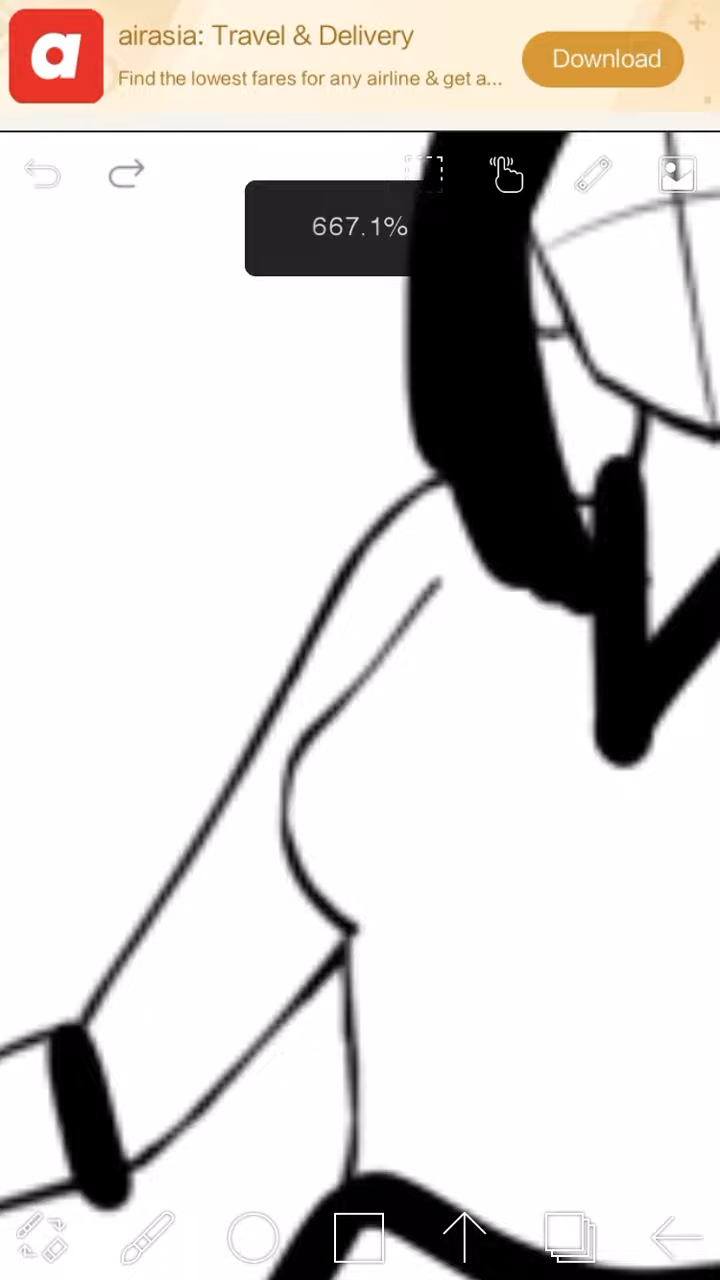 a
airasia: Travel & Delivery
Find the lowest fares for any airline & get a...
Download
667.1%